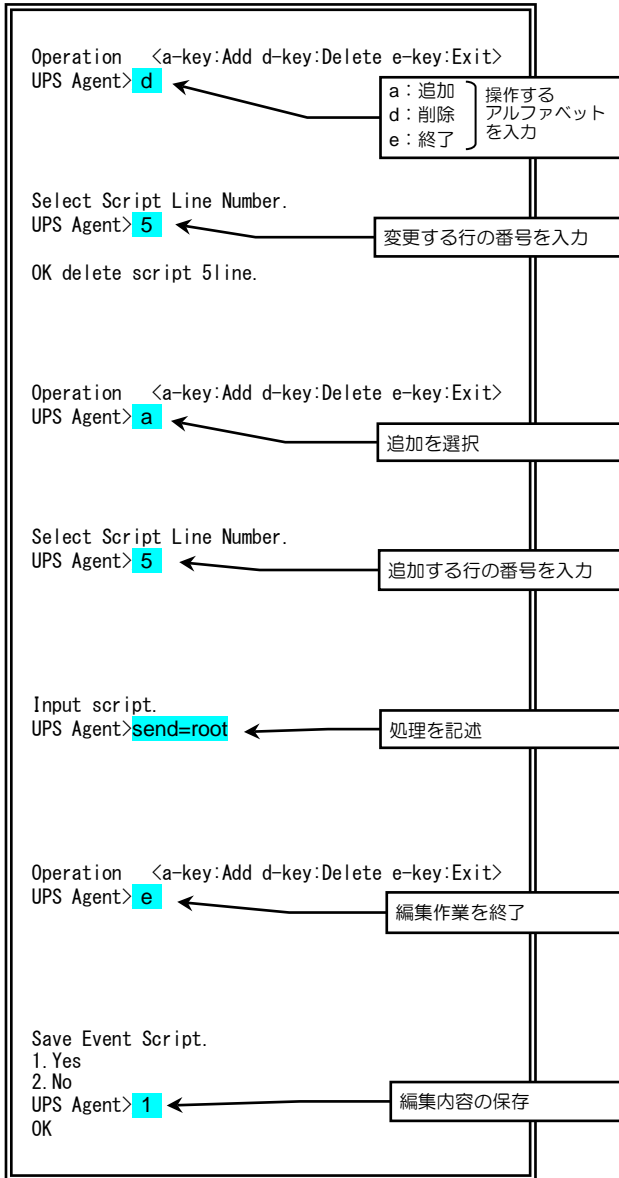 Operation <a-key:Add d-key:Delete e-key:Exit>
UPS Agent> d
a：追加
d：削除
e：終了
操作する
アルファベット
を入力
Select Script Line Number.
UPS Agent> 5
変更する行の番号を入力
OK delete script 5line.
Operation <a-key:Add d-key:Delete e-key:Exit>
UPS Agent> a
追加を選択
Select Script Line Number.
UPS Agent> 5
追加する行の番号を入力
Input script.
UPS Agent>send=root
処理を記述
Operation <a-key:Add d-key:Delete e-key:Exit>
UPS Agent> e
編集作業を終了
Save Event Script.
1.Yes
2.No
UPS Agent> 1
編集内容の保存
OK